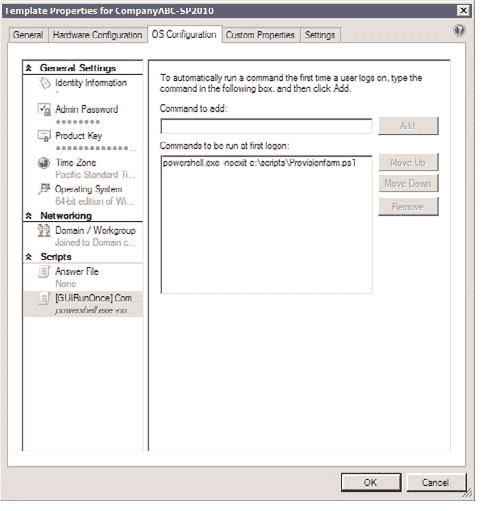 Template Properties for CompanyABC-SP2010
General Hardware Configuration OS Configuration Custom Properties Settings
General Settings
Identity Information
*
Admin Password
********
Product Key
*************...
Time Zone
Pacific Standard Ti...
Operating System
64-bit edition of Wi...
Networking
Domain / Workgroup
Joined to Domain c...
Scripts
Answer File
None
[GUIRunOnce] Com...
powershell.exe -no...
To automatically run a command the first time a user logs on, type the
command in the following box, and then click Add.
Command to add:
Add
Commands to be run at first logon:
powershell.exe -noexit c:\scripts\Provisionfarm.ps1
Move Up
Move Down
Remove
OK Cancel